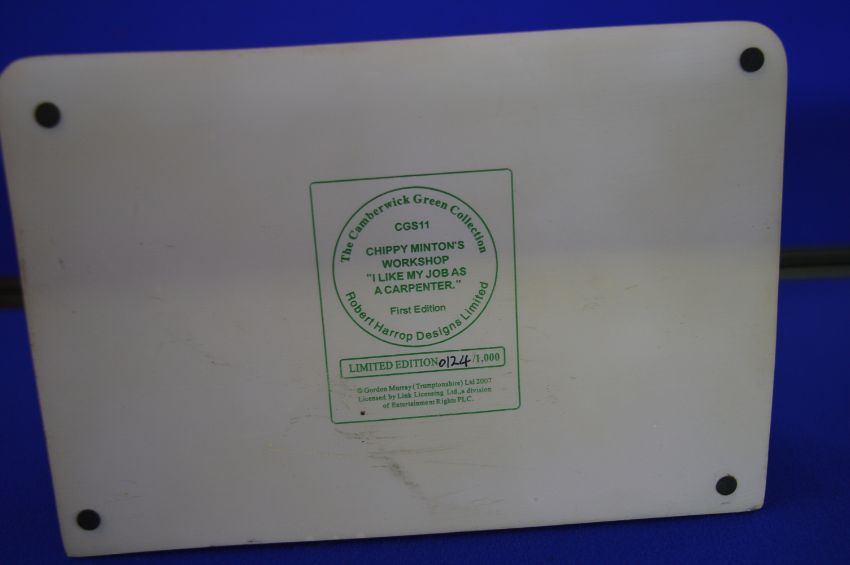 The Camberwick Green Collection
CGS11
CHIPPY MINTON'S
WORKSHOP
"I LIKE MY JOB AS
A CARPENTER."
First Edition
Robert Harrop Designs Limited
LIMITED EDITION 0124/1,000
© Gordon Murray (Trumptonshire) Ltd 2007
Licensed by Link Licensing Ltd.,a division
of Entertainment Rights PLC.